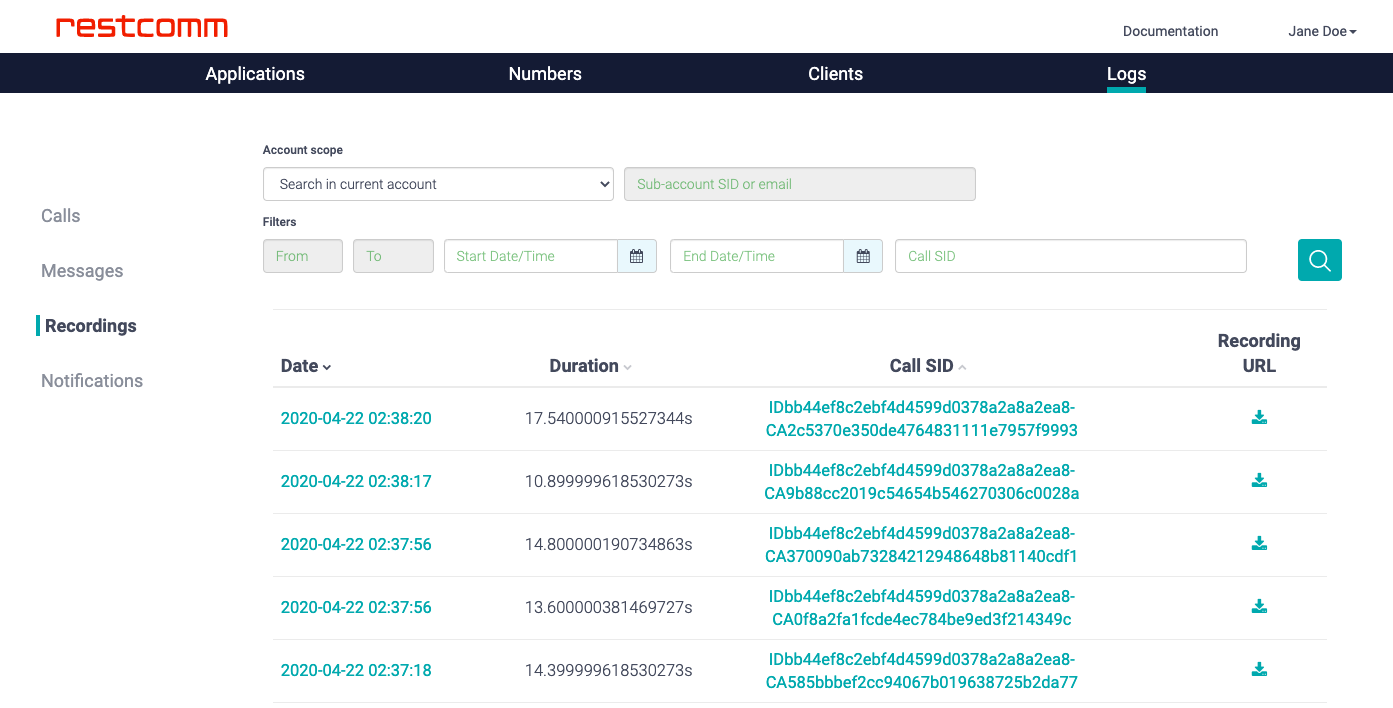 restcomm
Documentation
Jane Doe
Applications
Numbers
Clients
Logs
Calls
Messages
Recordings
Notifications
Account scope
Search in current account
Sub-account SID or email
Filters
From
To
Start Date/Time
End Date/Time
Call SID
Date
Duration
Call SID
Recording
URL
2020-04-22 02:38:20
17.540000915527344s
IDbb44ef8c2ebf4d4599d0378a2a8a2ea8-
CA2c5370e350de4764831111e7957f9993
2020-04-22 02:38:17
10.899999618530273s
IDbb44ef8c2ebf4d4599d0378a2a8a2ea8-
CA9b88cc2019c54654b546270306c0028a
2020-04-22 02:37:56
14.800000190734863s
IDbb44ef8c2ebf4d4599d0378a2a8a2ea8-
CA370090ab73284212948648b81140cdf1
2020-04-22 02:37:56
13.600000381469727s
IDbb44ef8c2ebf4d4599d0378a2a8a2ea8-
CA0f8a2fa1fcde4ec784be9ed3f214349c
2020-04-22 02:37:18
14.399999618530273s
IDbb44ef8c2ebf4d4599d0378a2a8a2ea8-
CA585bbbef2cc94067b019638725b2da77